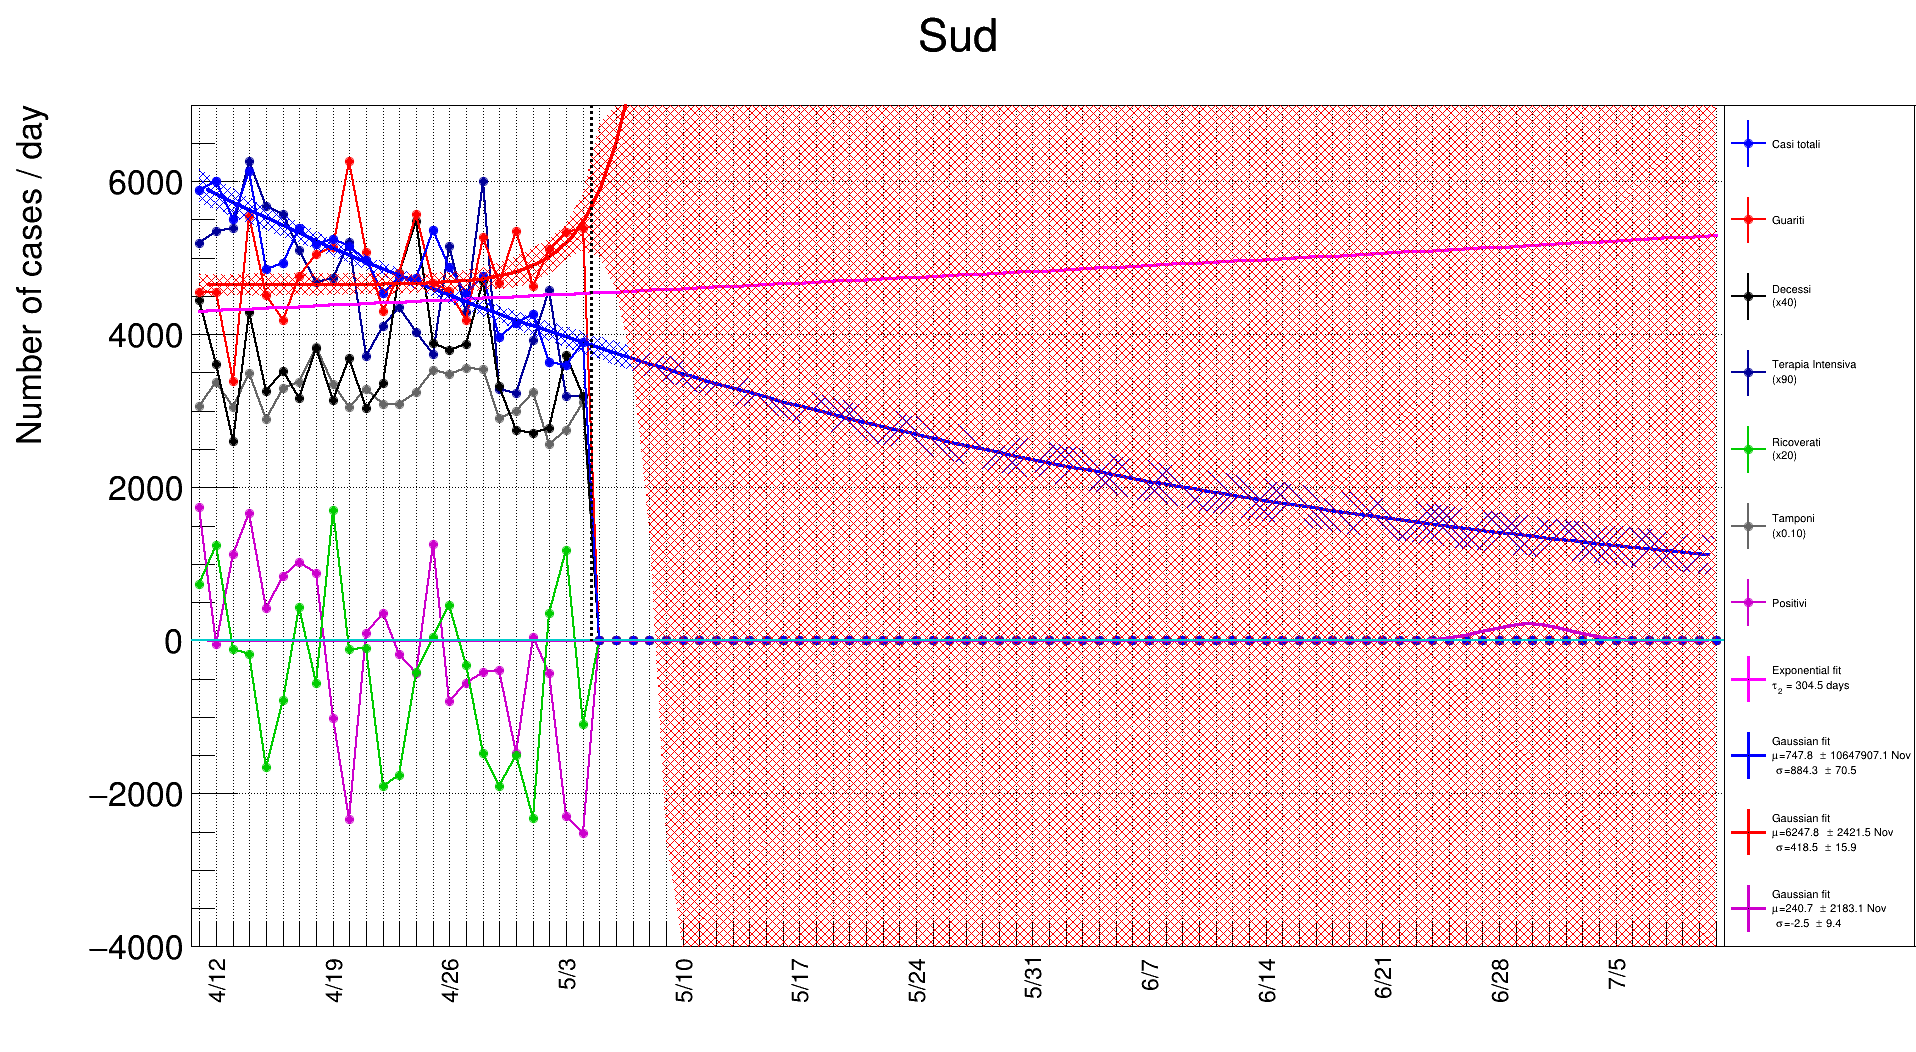 Sud
Number of cases / day
6000
4000
2000
0
−2000
−4000
4/12
4/19
4/26
5/3
5/10
5/17
5/24
5/31
6/7
6/14
6/21
6/28
7/5
Casi totali
Guariti
Decessi
(x40)
Terapia Intensiva
(x90)
Ricoverati
(x20)
Tamponi
(x0.10)
Positivi
Exponential fit
τ2 = 304.5 days
Gaussian fit
μ=747.8 ± 10647907.1 Nov
σ=884.3 ± 70.5
Gaussian fit
μ=6247.8 ± 2421.5 Nov
σ=418.5 ± 15.9
Gaussian fit
μ=240.7 ± 2183.1 Nov
σ=-2.5 ± 9.4